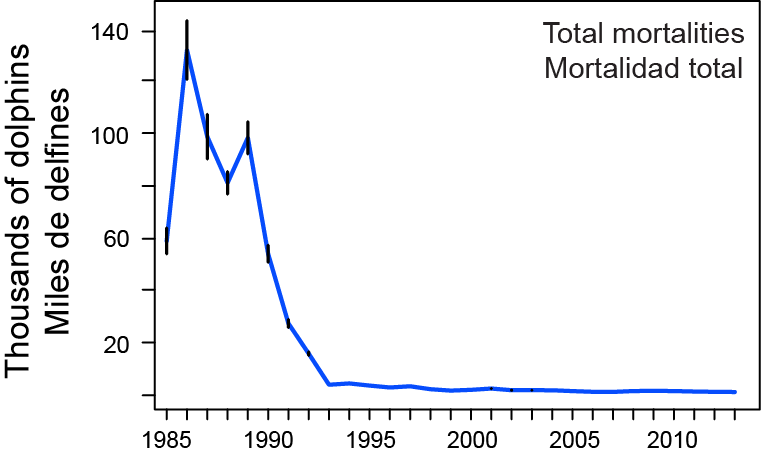 Total mortalities
Mortalidad total
Thousands of dolphins
Miles de delfines
140
100
60
20
1985 1990 1995 2000 2005 2010